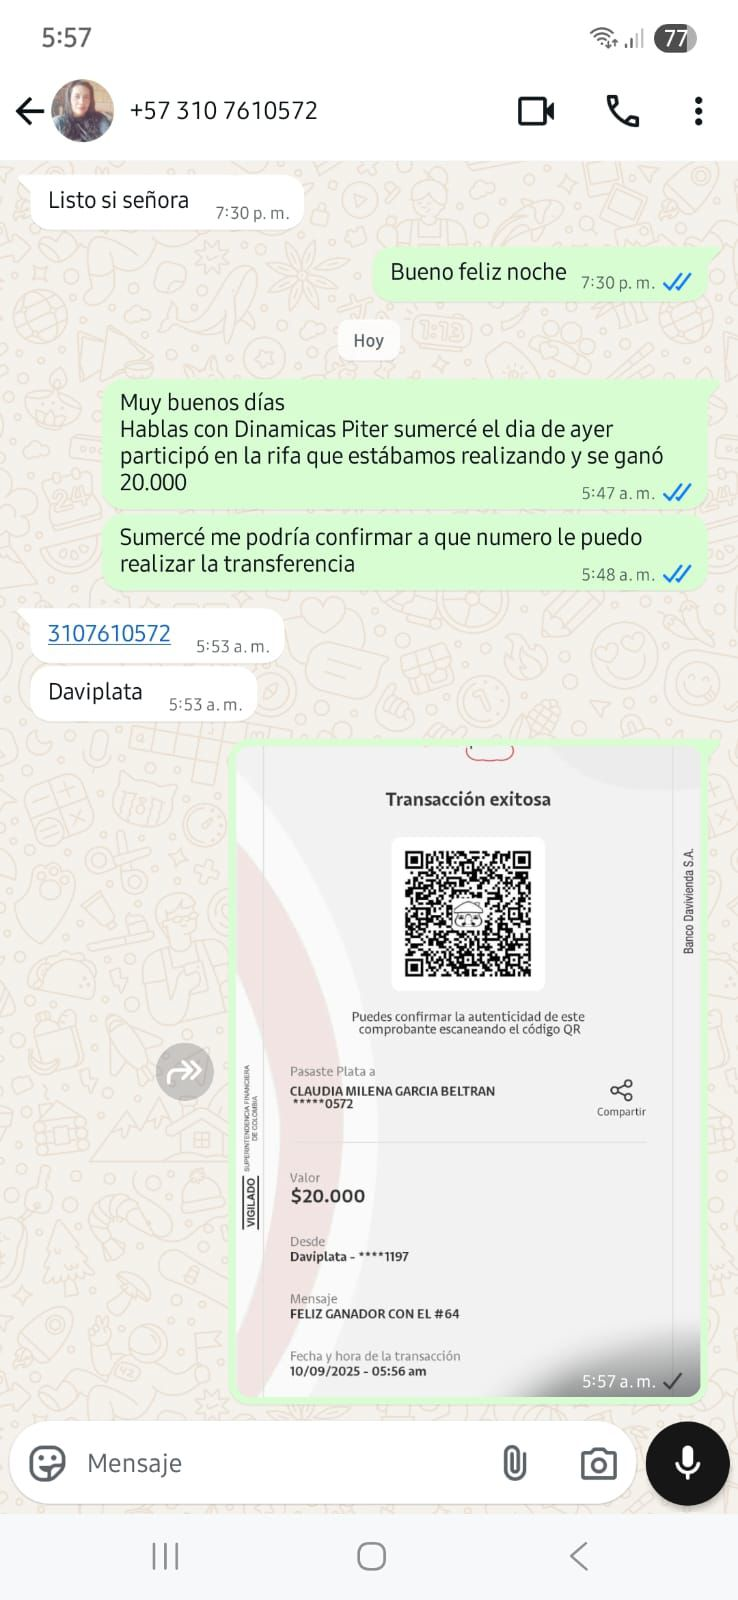 5:57
77
+57 310 7610572
Listo si señora
7:30 p. m.
Bueno feliz noche
7:30 p. m.
Hoy
Muy buenos días
Hablas con Dinamicas Piter sumercé el dia de ayer
participó en la rifa que estábamos realizando y se ganó
20.000
5:47 a. m.
Sumercé me podría confirmar a que numero le puedo
realizar la transferencia
5:48 a. m.
3107610572
5:53 a. m.
Daviplata
5:53 a. m.
Transacción exitosa
Banco Davivienda S.A.
Puedes confirmar la autenticidad de este
comprobante escaneando el código QR
Pasaste Plata a
CLAUDIA MILENA GARCIA BELTRAN
*****0572
Compartir
VIGILADO SUPERINTENDENCIA FINANCIERA
DE COLOMBIA
Valor
$20.000
Desde
Daviplata - ****1197
Mensaje
FELIZ GANADOR CON EL #64
Fecha y hora de la transacción
10/09/2025 - 05:56 am
5:57 a. m.
Mensaje